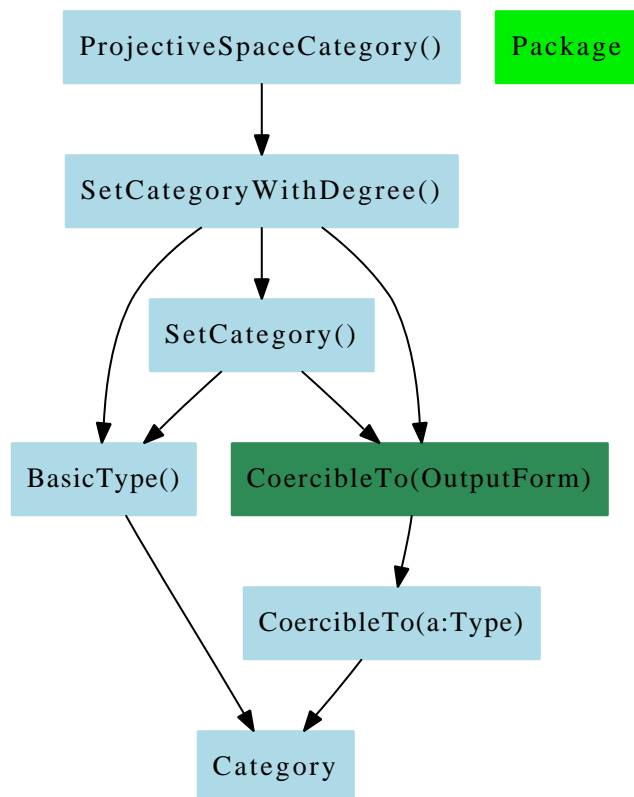 ProjectiveSpaceCategory()
Package
SetCategoryWithDegree()
SetCategory()
BasicType()
CoercibleTo(OutputForm)
CoercibleTo(a:Type)
Category